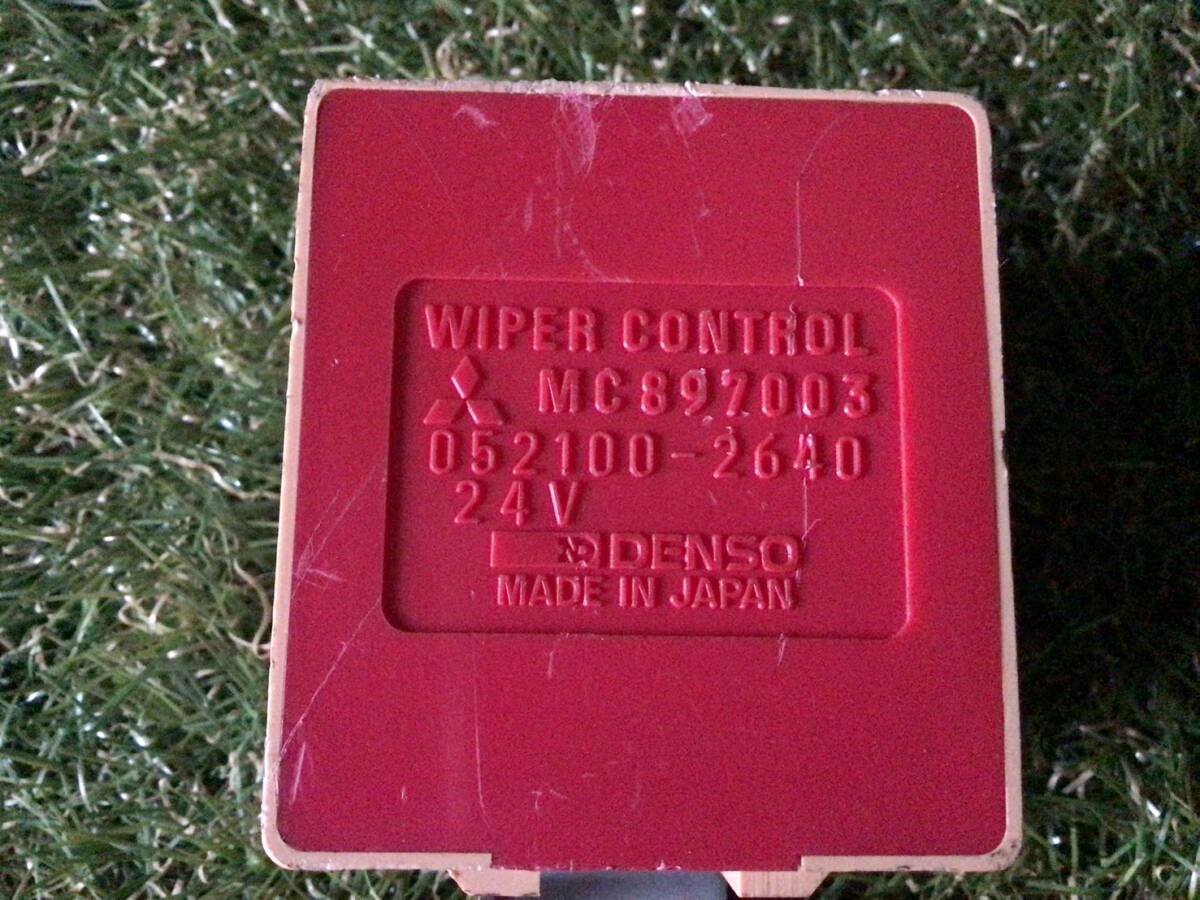 WIPER CONTROL
MC897003
052100-2640
24V
DENSO
MADE IN JAPAN